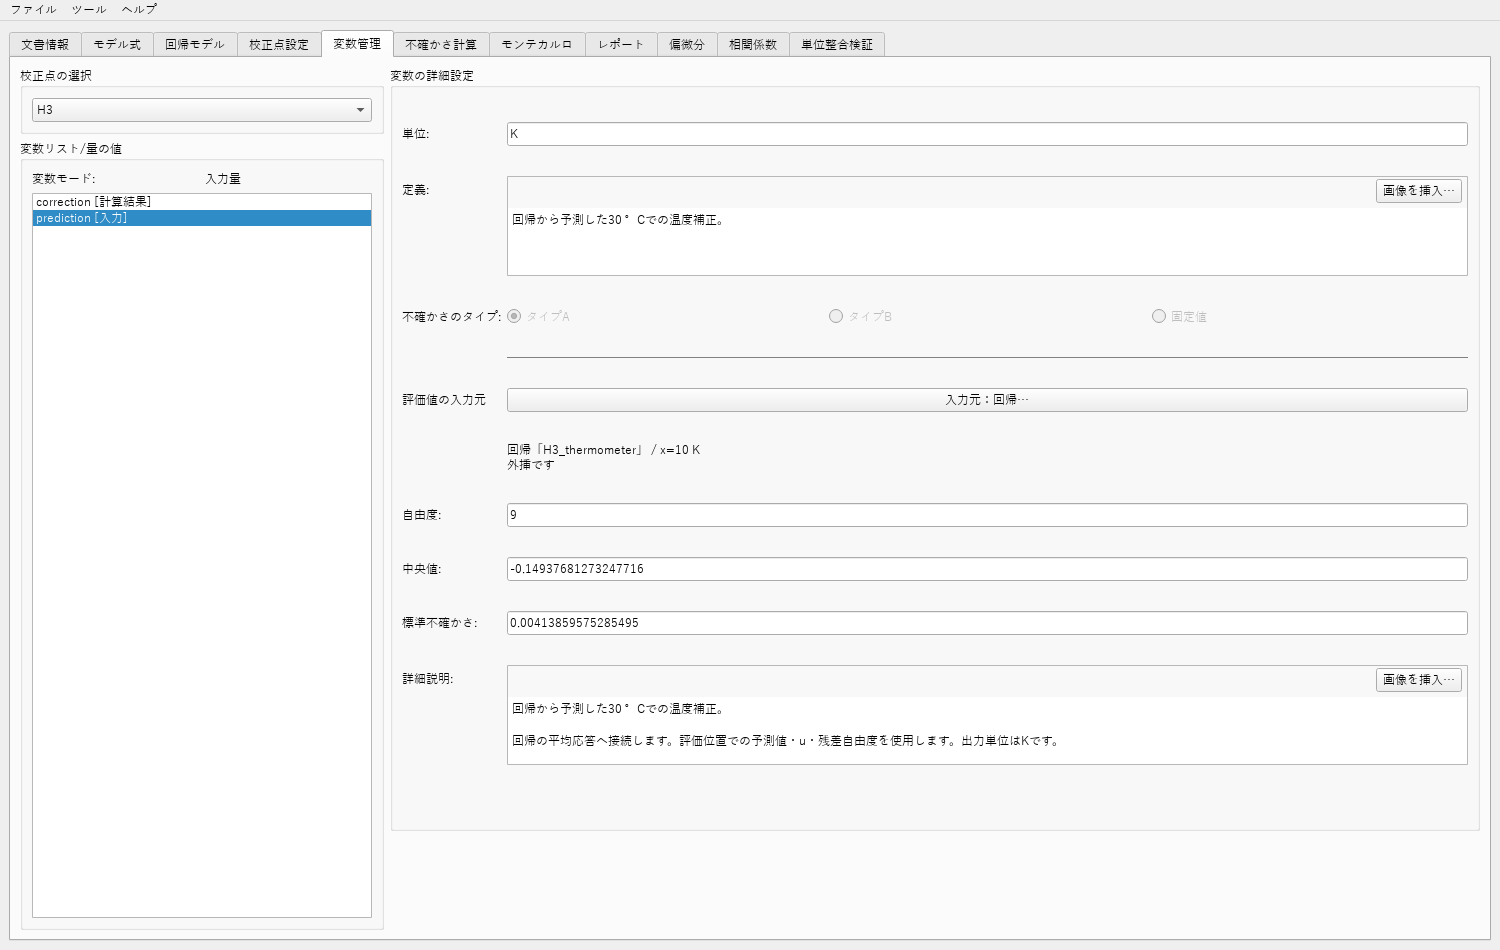 ファイル ツール ヘルプ
文書情報 モデル式 回帰モデル 校正点設定 変数管理 不確かさ計算 モンテカルロ レポート 偏微分 相関係数 単位整合検証
校正点の選択
H3
変数リスト/量の値
変数モード: 入力量
correction [計算結果]
prediction [入力]
変数の詳細設定
単位: K
定義: 画像を挿入…
回帰から予測した30°Cでの温度補正。
不確かさのタイプ: タイプA タイプB 固定値
評価値の入力元 入力元：回帰…
回帰「H3_thermometer」 / x=10 K
外挿です
自由度: 9
中央値: -0.14937681273247716
標準不確かさ: 0.00413859575285495
詳細説明: 画像を挿入…
回帰から予測した30°Cでの温度補正。
回帰の平均応答へ接続します。評価位置での予測値・u・残差自由度を使用します。出力単位はKです。